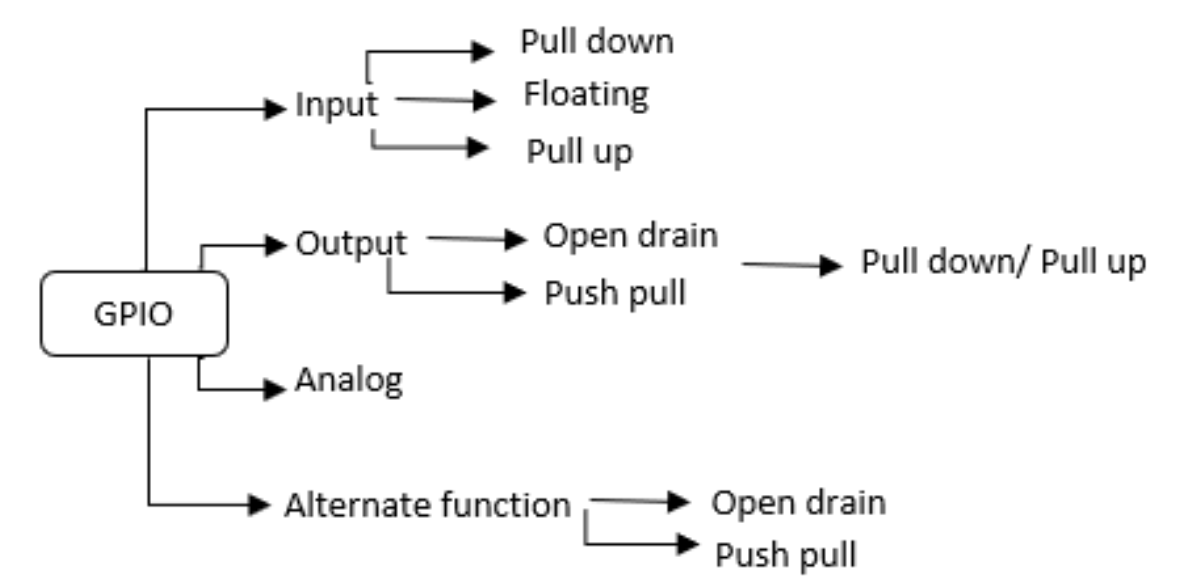 Pull down
Input
Floating
Pull up
Output
Open drain
Pull down/ Pull up
Push pull
GPIO
Analog
Alternate function
Open drain
Push pull